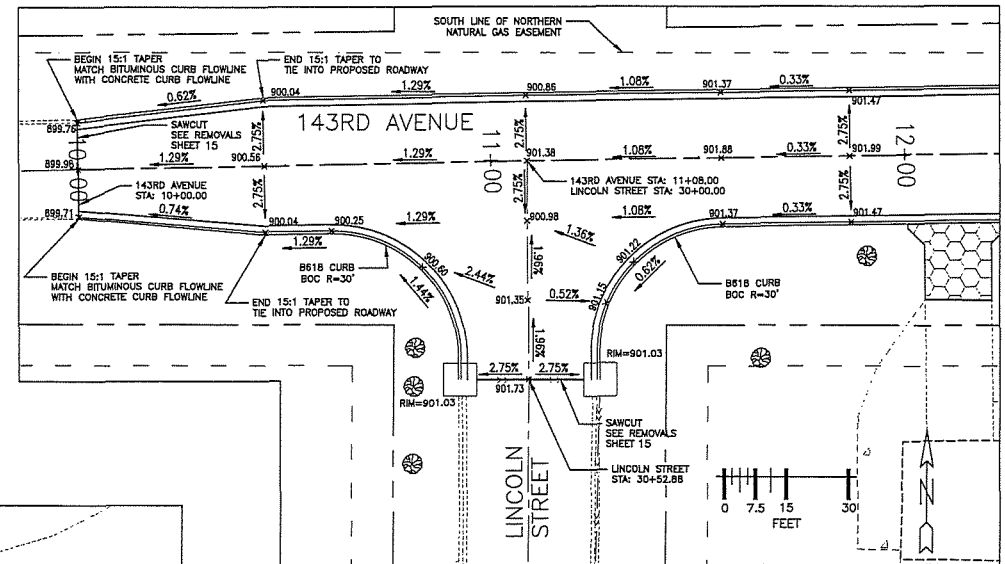 SOUTH LINE OF NORTHERN
NATURAL GAS EASEMENT
BEGIN 15:1 TAPER
MATCH BITUMINOUS CURB FLOWLINE
WITH CONCRETE CURB FLOWLINE
END 15:1 TAPER TO
TIE INTO PROPOSED ROADWAY
0.62%
900.04
1.29%
900.86
1.08%
901.37
0.33%
901.47
899.76
SAWCUT
SEE REMOVALS
SHEET 15
143RD AVENUE
2.75%
2.75%
2.75%
899.96
1.29%
900.56
1.29%
11+00
901.38
1.08%
901.88
0.33%
901.99
12+00
10+00
143RD AVENUE
STA: 10+00.00
143RD AVENUE STA: 11+08.00
LINCOLN STREET STA: 30+00.00
2.75%
2.75%
2.75%
899.71
0.74%
900.04
900.25
1.29%
900.98
1.08%
901.37
0.33%
901.47
1.29%
1.36%
BEGIN 15:1 TAPER
MATCH BITUMINOUS CURB FLOWLINE
WITH CONCRETE CURB FLOWLINE
B618 CURB
BOC R=30'
900.60
2.44%
1.44%
1.96%
901.22
0.62%
B618 CURB
BOC R=30'
END 15:1 TAPER TO
TIE INTO PROPOSED ROADWAY
901.35
0.52%
901.15
1.96%
RIM=901.03
2.75%
2.75%
901.73
RIM=901.03
SAWCUT
SEE REMOVALS
SHEET 15
LINCOLN STREET
STA: 30+52.88
LINCOLN
STREET
0 7.5 15 30
FEET
N